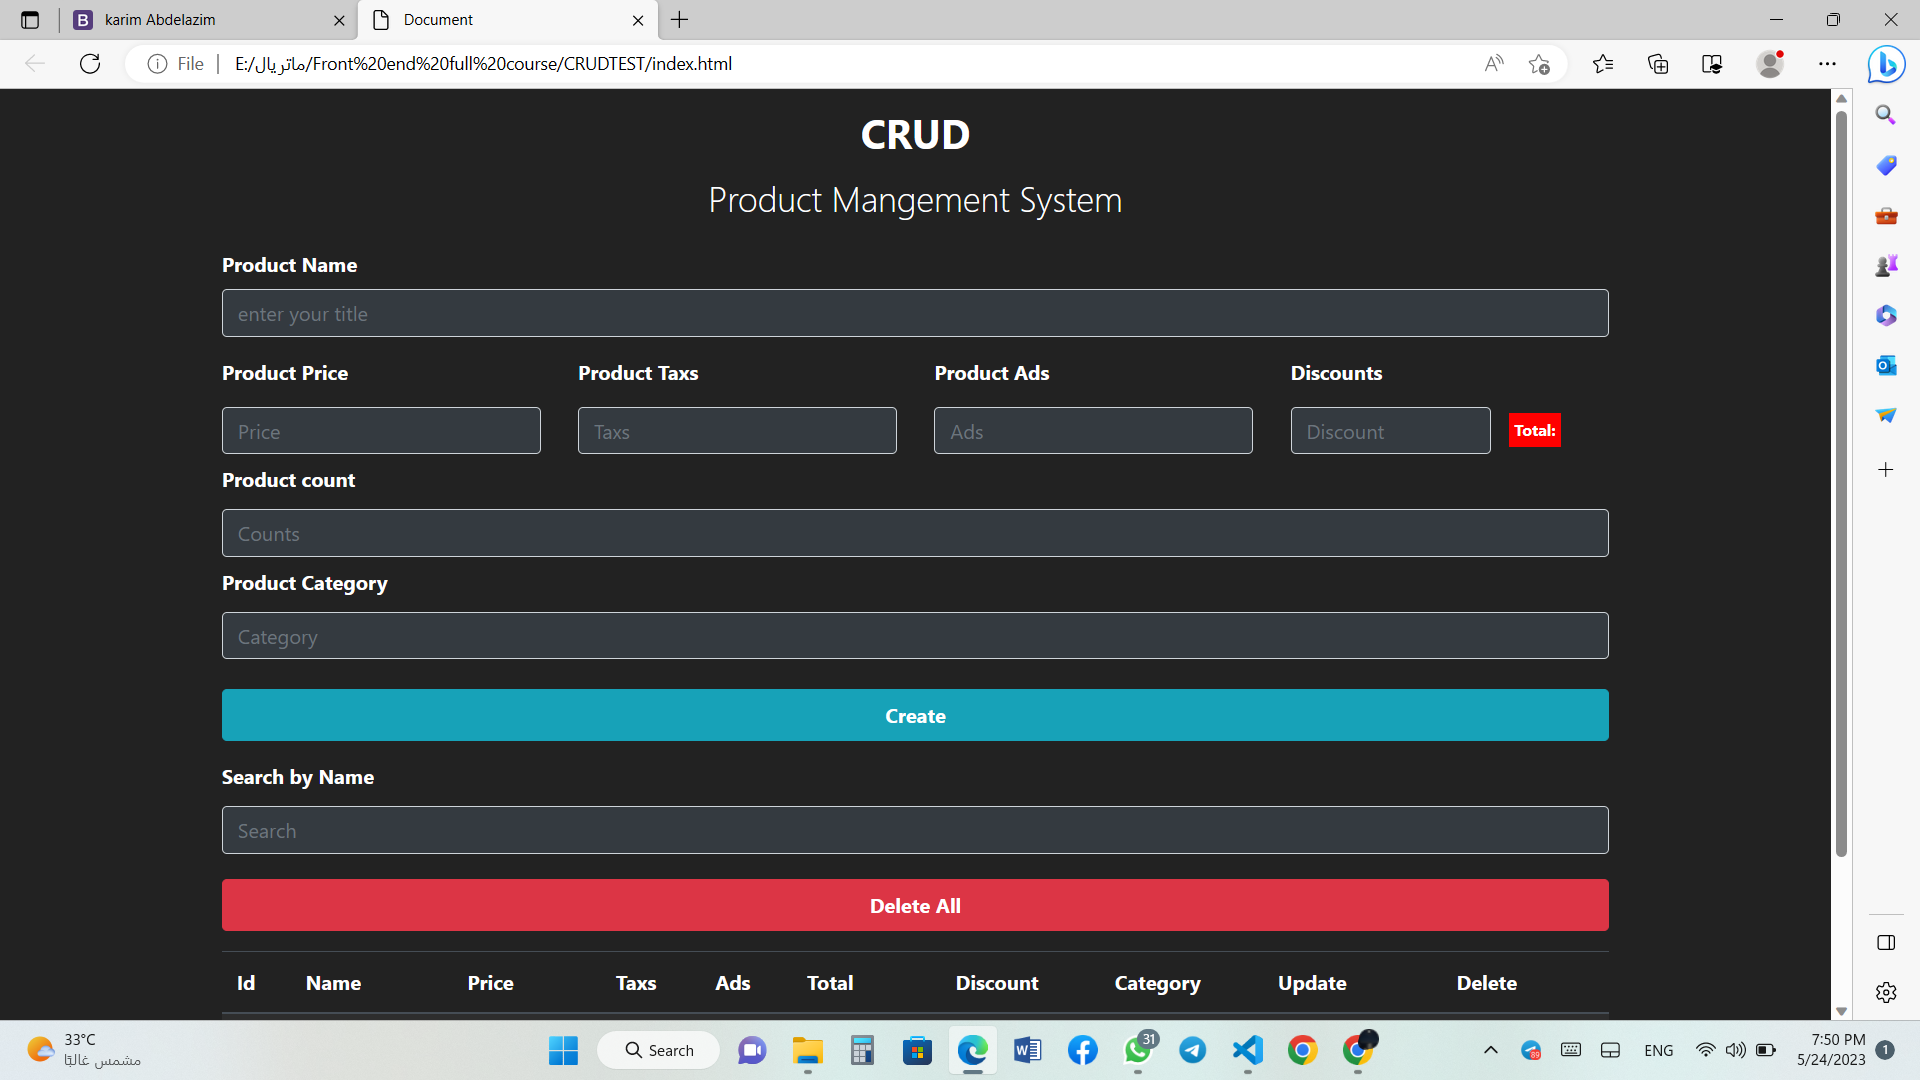 karim Abdelazim
Document
File
E:/ماتريال/Front%20end%20full%20course/CRUDTEST/index.html
CRUD
Product Mangement System
Product Name
enter your title
Product Price Product Taxs Product Ads Discounts
Price Taxs Ads Discount Total:
Product count
Counts
Product Category
Category
Create
Search by Name
Search
Delete All
Id Name Price Taxs Ads Total Discount Category Update Delete
33°C
مشمس غالبًا
Search
31
89
ENG
7:50 PM
5/24/2023
1